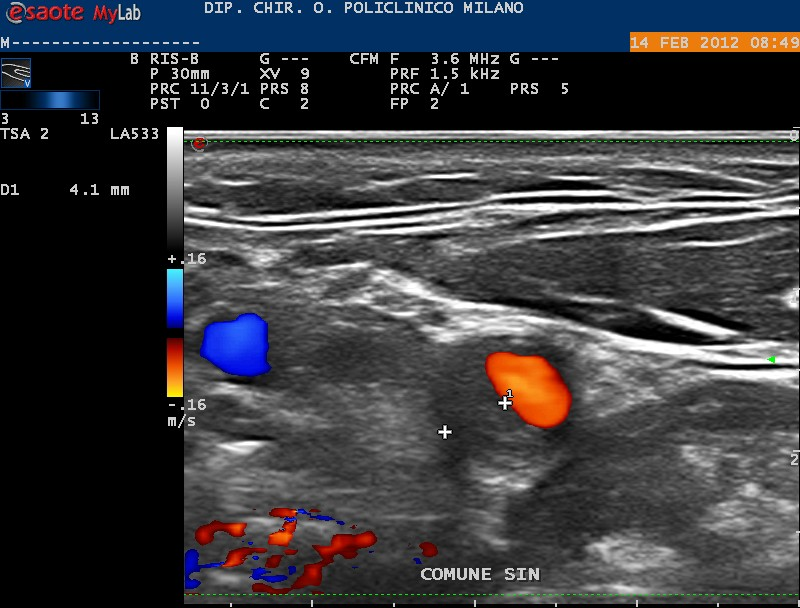 esaote MyLab
DIP. CHIR. O. POLICLINICO MILANO
M--------------------
14 FEB 2012 08:49
B RIS-B G --- CFM F 3.6 MHz G ---
P 30mm XV 9 PRF 1.5 kHz
PRC 11/3/1 PRS 8 PRC A/ 1 PRS 5
PST 0 C 2 FP 2
V
3 13
TSA 2 LA533
0
D1 4.1 mm
+.16
1
-.16
m/s
2
COMUNE SIN